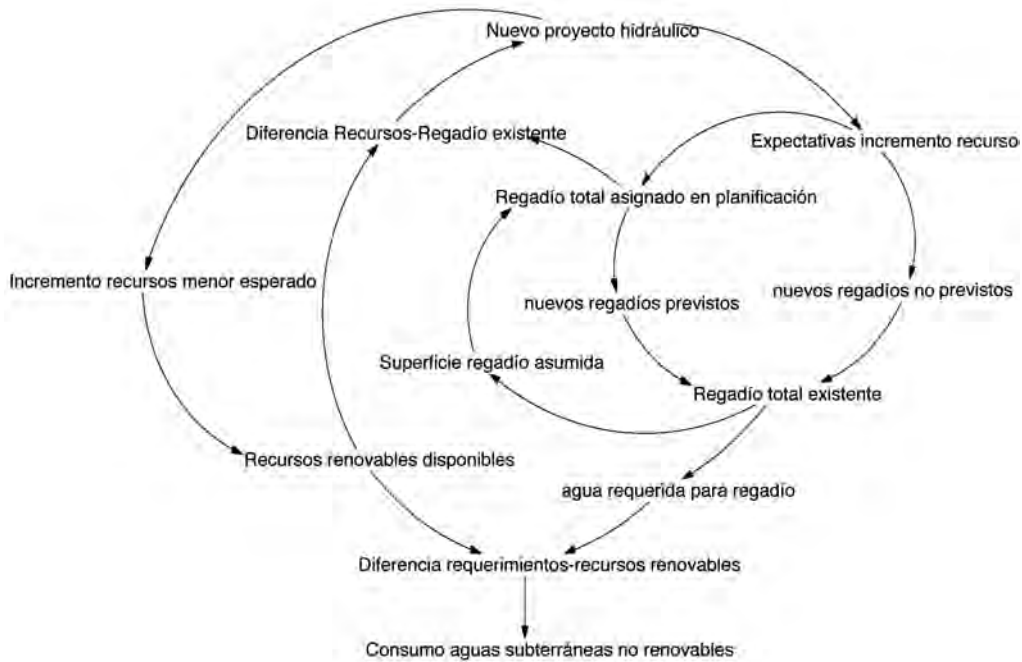 Nuevo proyecto hidráulico
Diferencia Recursos-Regadío existente
Expectativas incremento recurso
Regadío total asignado en planificación
Incremento recursos menor esperado
nuevos regadíos previstos
nuevos regadíos no previstos
Superficie regadío asumida
Regadío total existente
Recursos renovables disponibles
agua requerida para regadío
Diferencia requerimientos-recursos renovables
Consumo aguas subterráneas no renovables